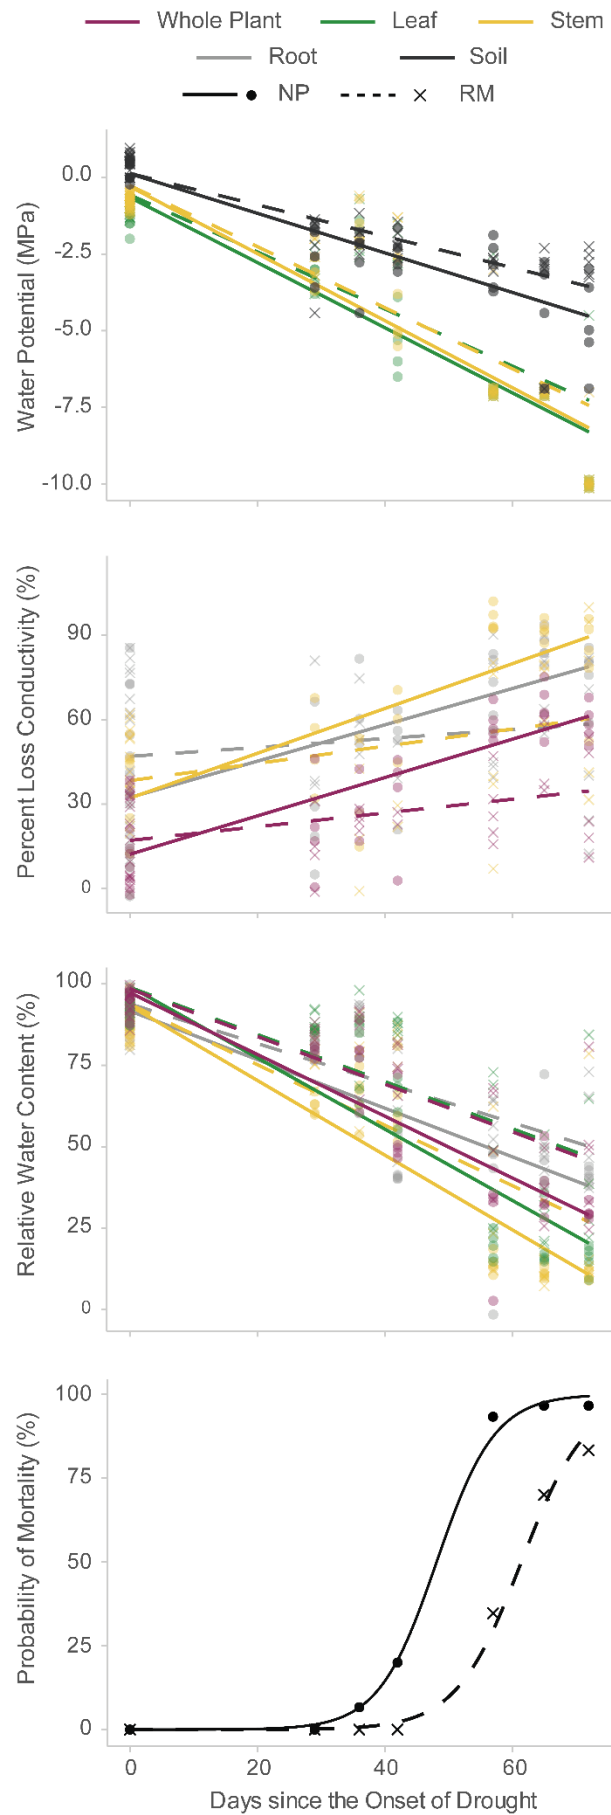 Whole Plant Leaf Stem
Root Soil
NP RM
Water Potential (MPa)
0.0
-2.5
-5.0
-7.5
-10.0
Percent Loss Conductivity (%)
90
60
30
0
Relative Water Content (%)
100
75
50
25
0
Probability of Mortality (%)
100
75
50
25
0
0 20 40 60
Days since the Onset of Drought